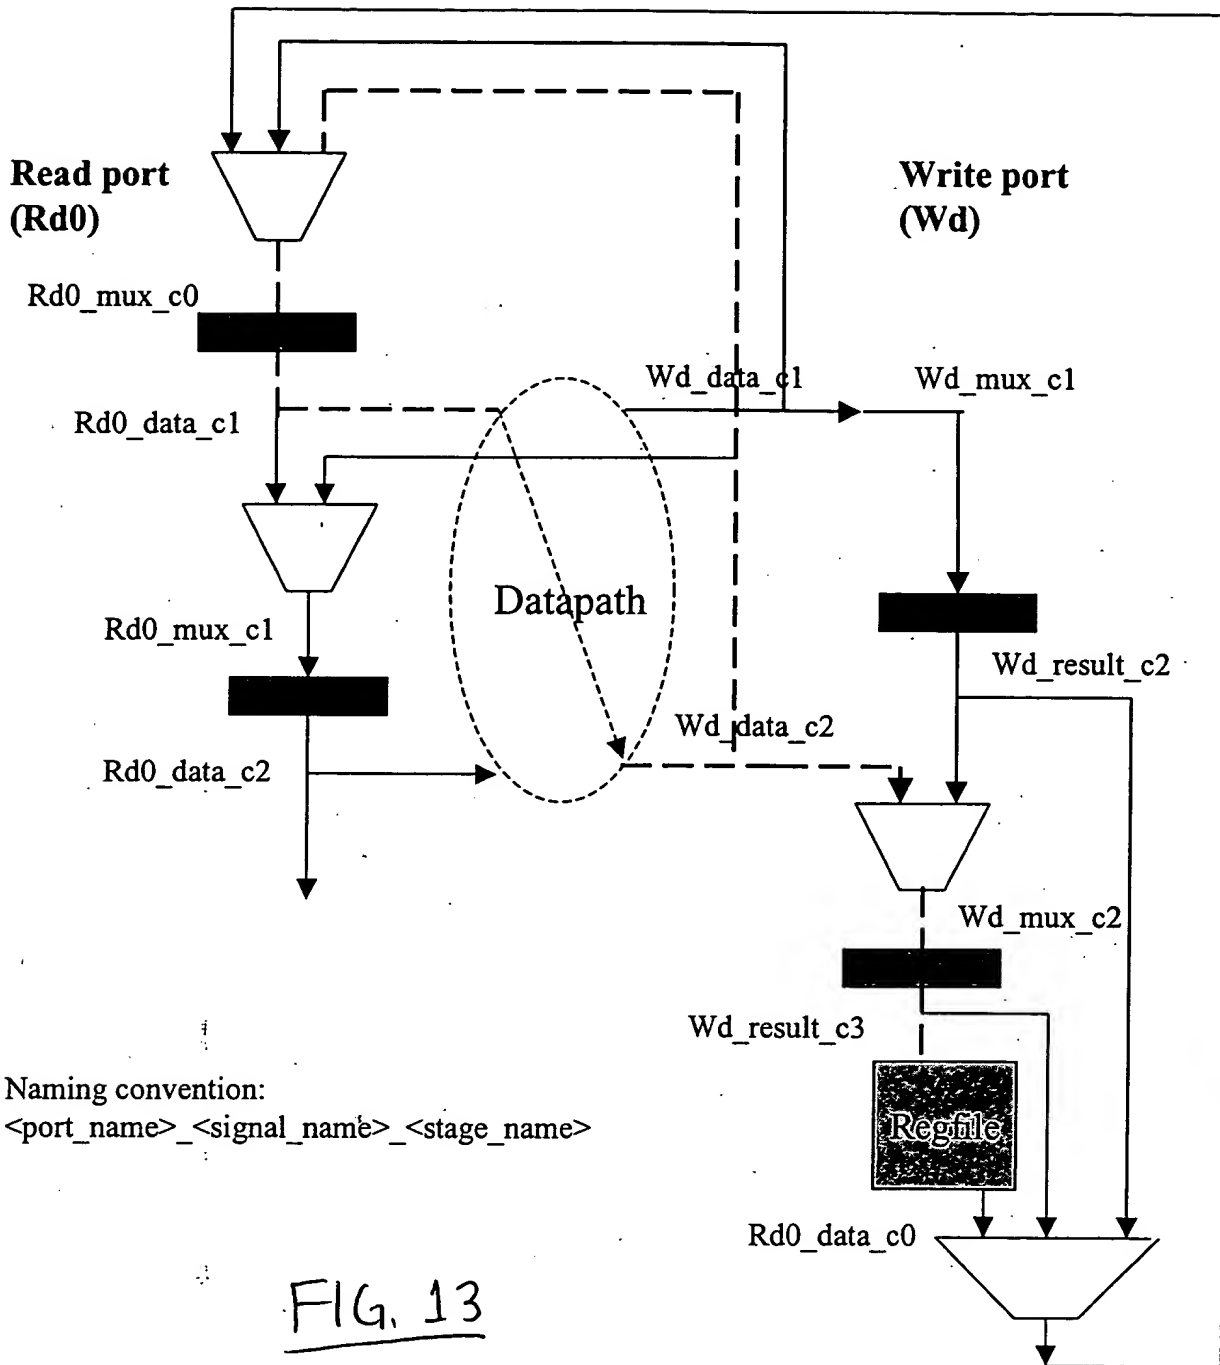 Read port
(Rd0)
Write port
(Wd)
Rd0_mux_c0
Wd_data_c1
Wd_mux_c1
Rd0_data_c1
Datapath
Rd0_mux_c1
Wd_result_c2
Wd_data_c2
Rd0_data_c2
Wd_mux_c2
Wd_result_c3
Naming convention:
<port_name>_<signal_name>_<stage_name>
Regfile
Rd0_data_c0
FIG. 13